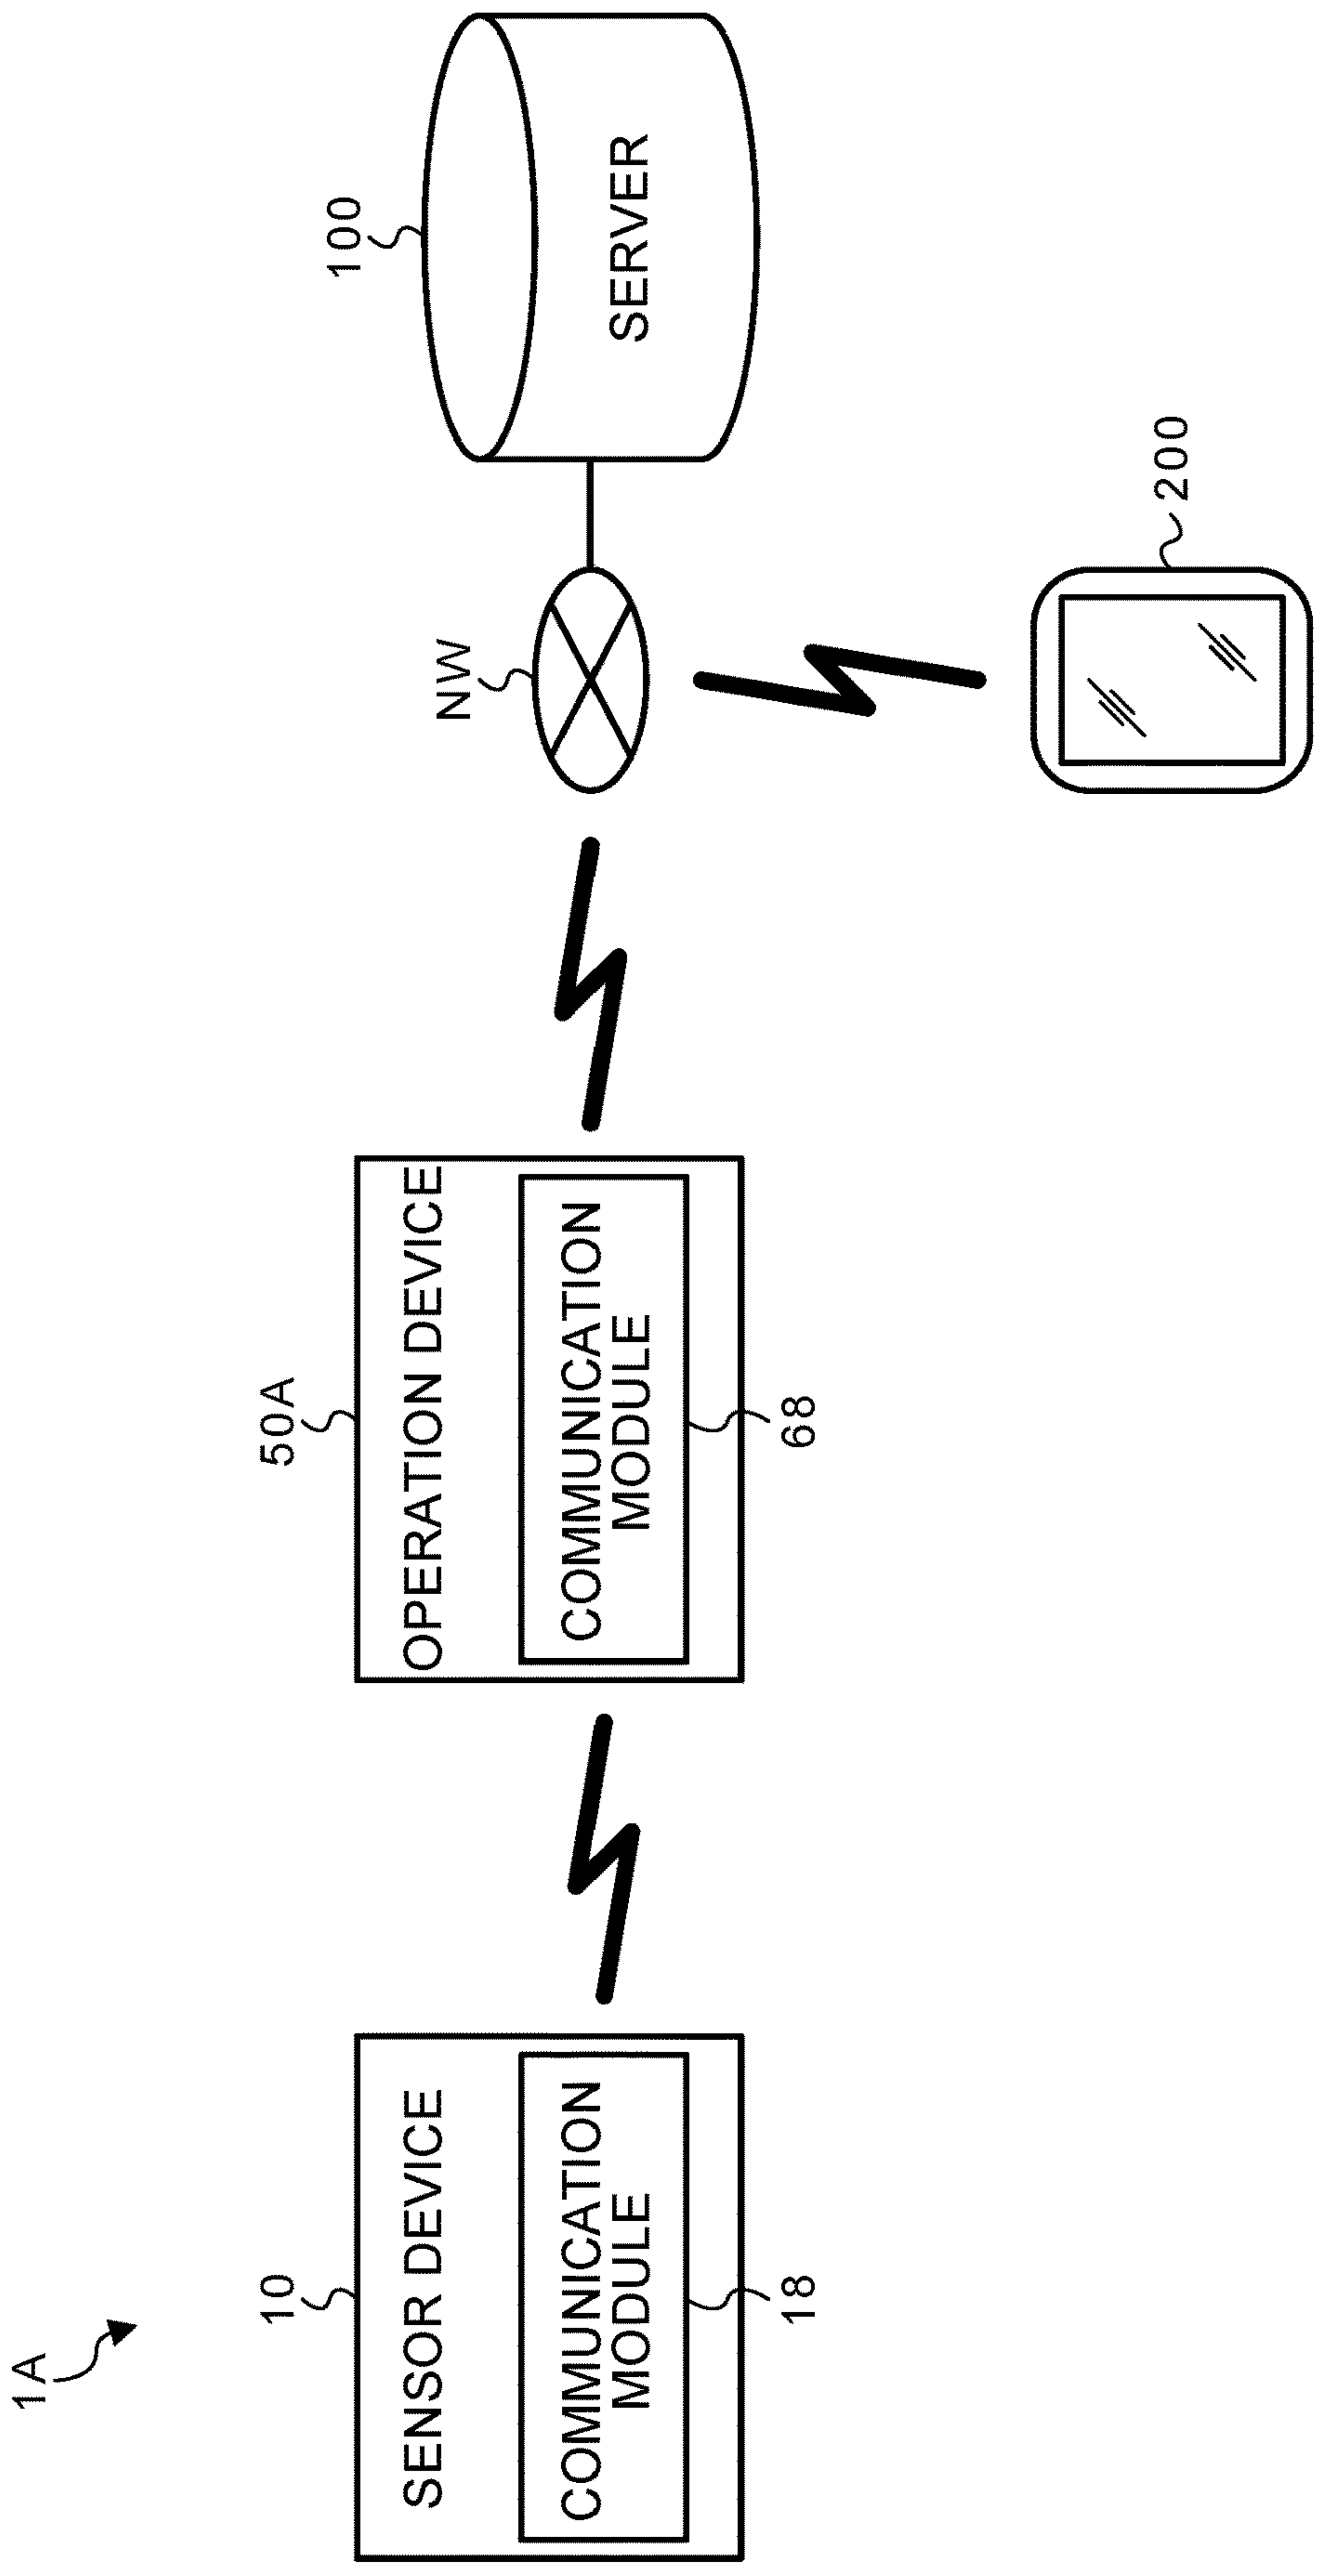 1A
10
SENSOR DEVICE
COMMUNICATION
MODULE
18
50A
OPERATION DEVICE
COMMUNICATION
MODULE
68
NW
100
SERVER
200